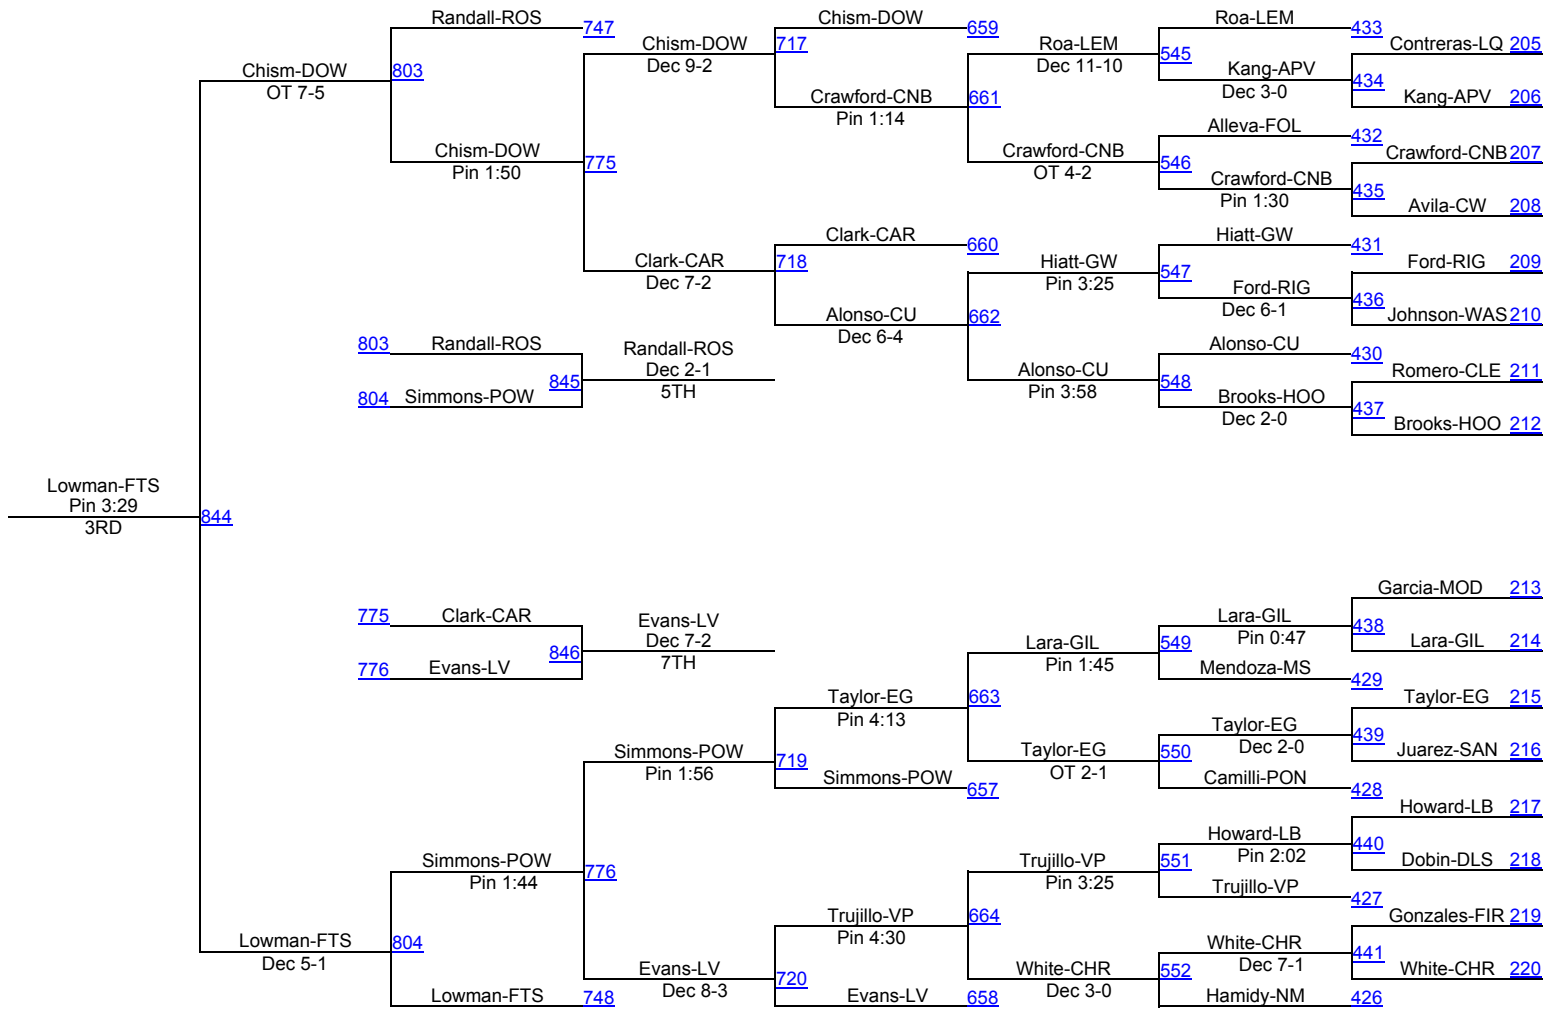 Randall-ROS 747
Chism-DOW 659
Roa-LEM 433
Contreras-LQ 205
Chism-DOW 717
Dec 9-2
Roa-LEM 545
Dec 11-10
Kang-APV 434
Dec 3-0
Chism-DOW 803
OT 7-5
Crawford-CNB 661
Pin 1:14
Kang-APV 206
Alleva-FOL 432
Chism-DOW 775
Pin 1:50
Crawford-CNB 546
OT 4-2
Crawford-CNB 207
Crawford-CNB 435
Pin 1:30
Avila-CW 208
Clark-CAR 660
Hiatt-GW 431
Clark-CAR 718
Dec 7-2
Hiatt-GW 547
Pin 3:25
Ford-RIG 209
Ford-RIG 436
Dec 6-1
Alonso-CU 662
Dec 6-4
Johnson-WAS 210
803 Randall-ROS
Randall-ROS
Dec 2-1
5TH
845
804 Simmons-POW
Alonso-CU 430
Alonso-CU 548
Pin 3:58
Romero-CLE 211
Brooks-HOO 437
Dec 2-0
Brooks-HOO 212
Lowman-FTS
Pin 3:29
3RD
844
Garcia-MOD 213
775 Clark-CAR
Evans-LV
Dec 7-2
7TH
846
776 Evans-LV
Lara-GIL 438
Pin 0:47
Lara-GIL 549
Pin 1:45
Lara-GIL 214
Mendoza-MS 429
Taylor-EG 663
Pin 4:13
Taylor-EG 215
Taylor-EG 439
Dec 2-0
Simmons-POW 719
Pin 1:56
Taylor-EG 550
OT 2-1
Juarez-SAN 216
Simmons-POW 657
Camilli-PON 428
Howard-LB 217
Howard-LB 440
Pin 2:02
Simmons-POW 776
Pin 1:44
Trujillo-VP 551
Pin 3:25
Dobin-DLS 218
Trujillo-VP 427
Trujillo-VP 664
Pin 4:30
Gonzales-FIR 219
Lowman-FTS 804
Dec 5-1
White-CHR 441
Dec 7-1
Evans-LV 720
Dec 8-3
White-CHR 552
Dec 3-0
White-CHR 220
Lowman-FTS 748
Evans-LV 658
Hamidy-NM 426